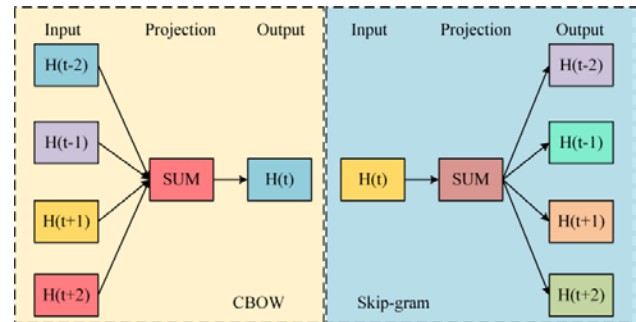 Input Projection Output
H(t-2)
H(t-1)
H(t+1)
H(t+2)
SUM
H(t)
CBOW
Input Projection Output
H(t)
SUM
H(t-2)
H(t-1)
H(t+1)
H(t+2)
Skip-gram